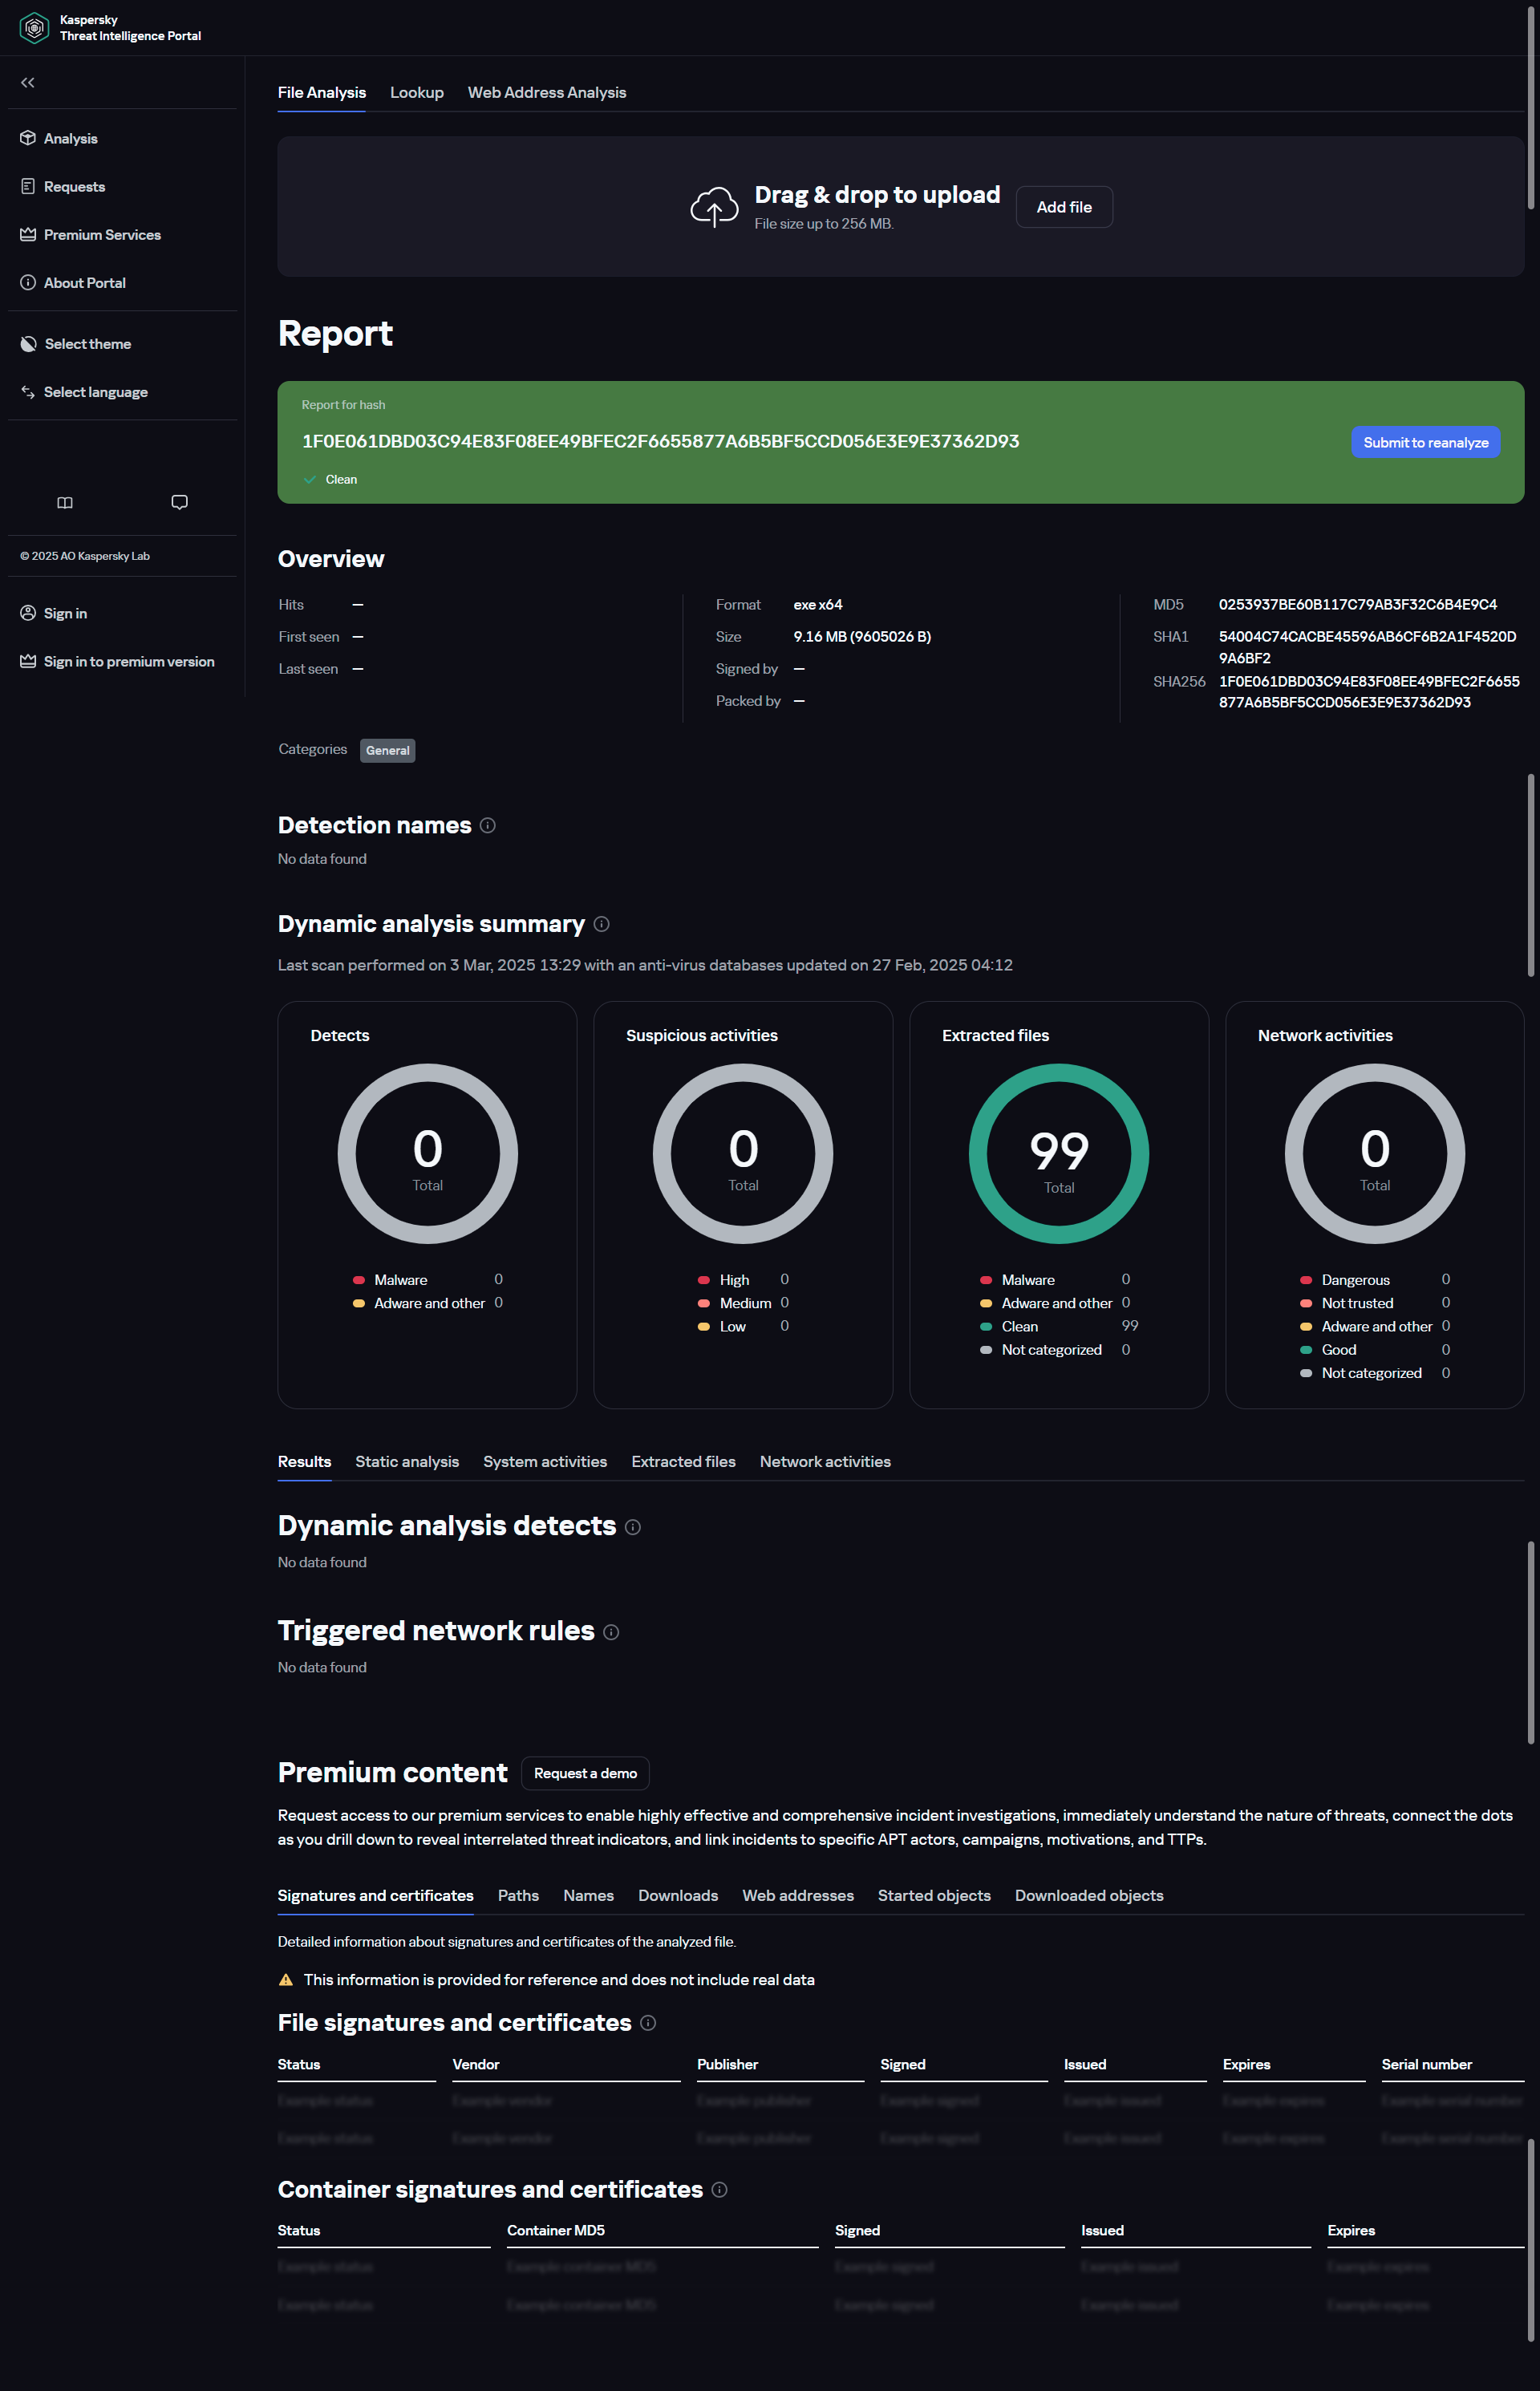 Kaspersky
Threat Intelligence Portal
Analysis
Requests
Premium Services
About Portal
Select theme
Select language
© 2025 AO Kaspersky Lab
Sign in
Sign in to premium version
File Analysis Lookup Web Address Analysis
Drag & drop to upload
File size up to 256 MB.
Add file
Report
Report for hash
1F0E061DBD03C94E83F08EE49BFEC2F6655877A6B5BF5CCD056E3E9E37362D93
Submit to reanalyze
Clean
Overview
Hits —
First seen —
Last seen —
Format exe x64
Size 9.16 MB (9605026 B)
Signed by —
Packed by —
MD5 0253937BE60B117C79AB3F32C6B4E9C4
SHA1 54004C74CACBE45596AB6CF6B2A1F4520D
9A6BF2
SHA256 1F0E061DBD03C94E83F08EE49BFEC2F6655
877A6B5BF5CCD056E3E9E37362D93
Categories General
Detection names
No data found
Dynamic analysis summary
Last scan performed on 3 Mar, 2025 13:29 with an anti-virus databases updated on 27 Feb, 2025 04:12
Detects
0
Total
Malware 0
Adware and other 0
Suspicious activities
0
Total
High 0
Medium 0
Low 0
Extracted files
99
Total
Malware 0
Adware and other 0
Clean 99
Not categorized 0
Network activities
0
Total
Dangerous 0
Not trusted 0
Adware and other 0
Good 0
Not categorized 0
Results Static analysis System activities Extracted files Network activities
Dynamic analysis detects
No data found
Triggered network rules
No data found
Premium content Request a demo
Request access to our premium services to enable highly effective and comprehensive incident investigations, immediately understand the nature of threats, connect the dots
as you drill down to reveal interrelated threat indicators, and link incidents to specific APT actors, campaigns, motivations, and TTPs.
Signatures and certificates Paths Names Downloads Web addresses Started objects Downloaded objects
Detailed information about signatures and certificates of the analyzed file.
This information is provided for reference and does not include real data
File signatures and certificates
Status Vendor Publisher Signed Issued Expires Serial number
Example status Example vendor Example publisher Example signed Example issued Example expires Example serial number
Example status Example vendor Example publisher Example signed Example issued Example expires Example serial number
Container signatures and certificates
Status Container MD5 Signed Issued Expires
Example status Example container MD5 Example signed Example issued Example expires
Example status Example container MD5 Example signed Example issued Example expires